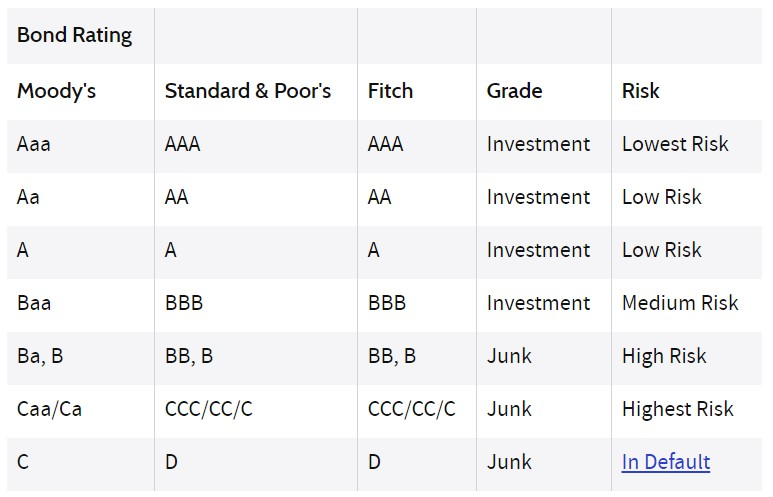 Bond Rating
Moody's Standard & Poor's Fitch Grade Risk
Aaa AAA AAA Investment Lowest Risk
Aa AA AA Investment Low Risk
A A A Investment Low Risk
Baa BBB BBB Investment Medium Risk
Ba, B BB, B BB, B Junk High Risk
Caa/Ca CCC/CC/C CCC/CC/C Junk Highest Risk
C D D Junk In Default